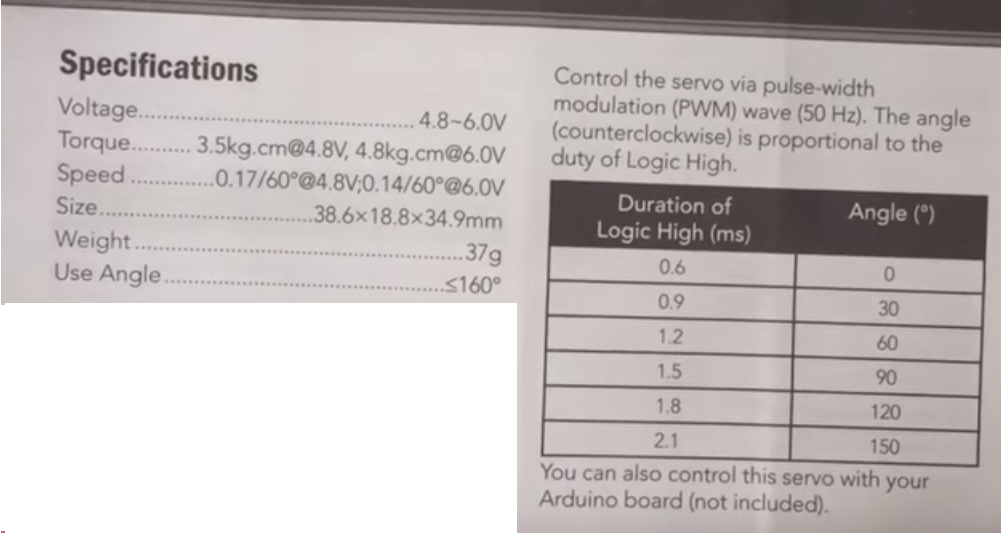 Specifications
Voltage............................................ 4.8~6.0V
Torque.......... 3.5kg.cm@4.8V, 4.8kg.cm@6.0V
Speed ..............0.17/60°@4.8V;0.14/60°@6.0V
Size....................................38.6×18.8×34.9mm
Weight.......................................................37g
Use Angle...............................................≤160°
Control the servo via pulse-width
modulation (PWM) wave (50 Hz). The angle
(counterclockwise) is proportional to the
duty of Logic High.
Duration of
Logic High (ms) Angle (°)
0.6 0
0.9 30
1.2 60
1.5 90
1.8 120
2.1 150
You can also control this servo with your
Arduino board (not included).